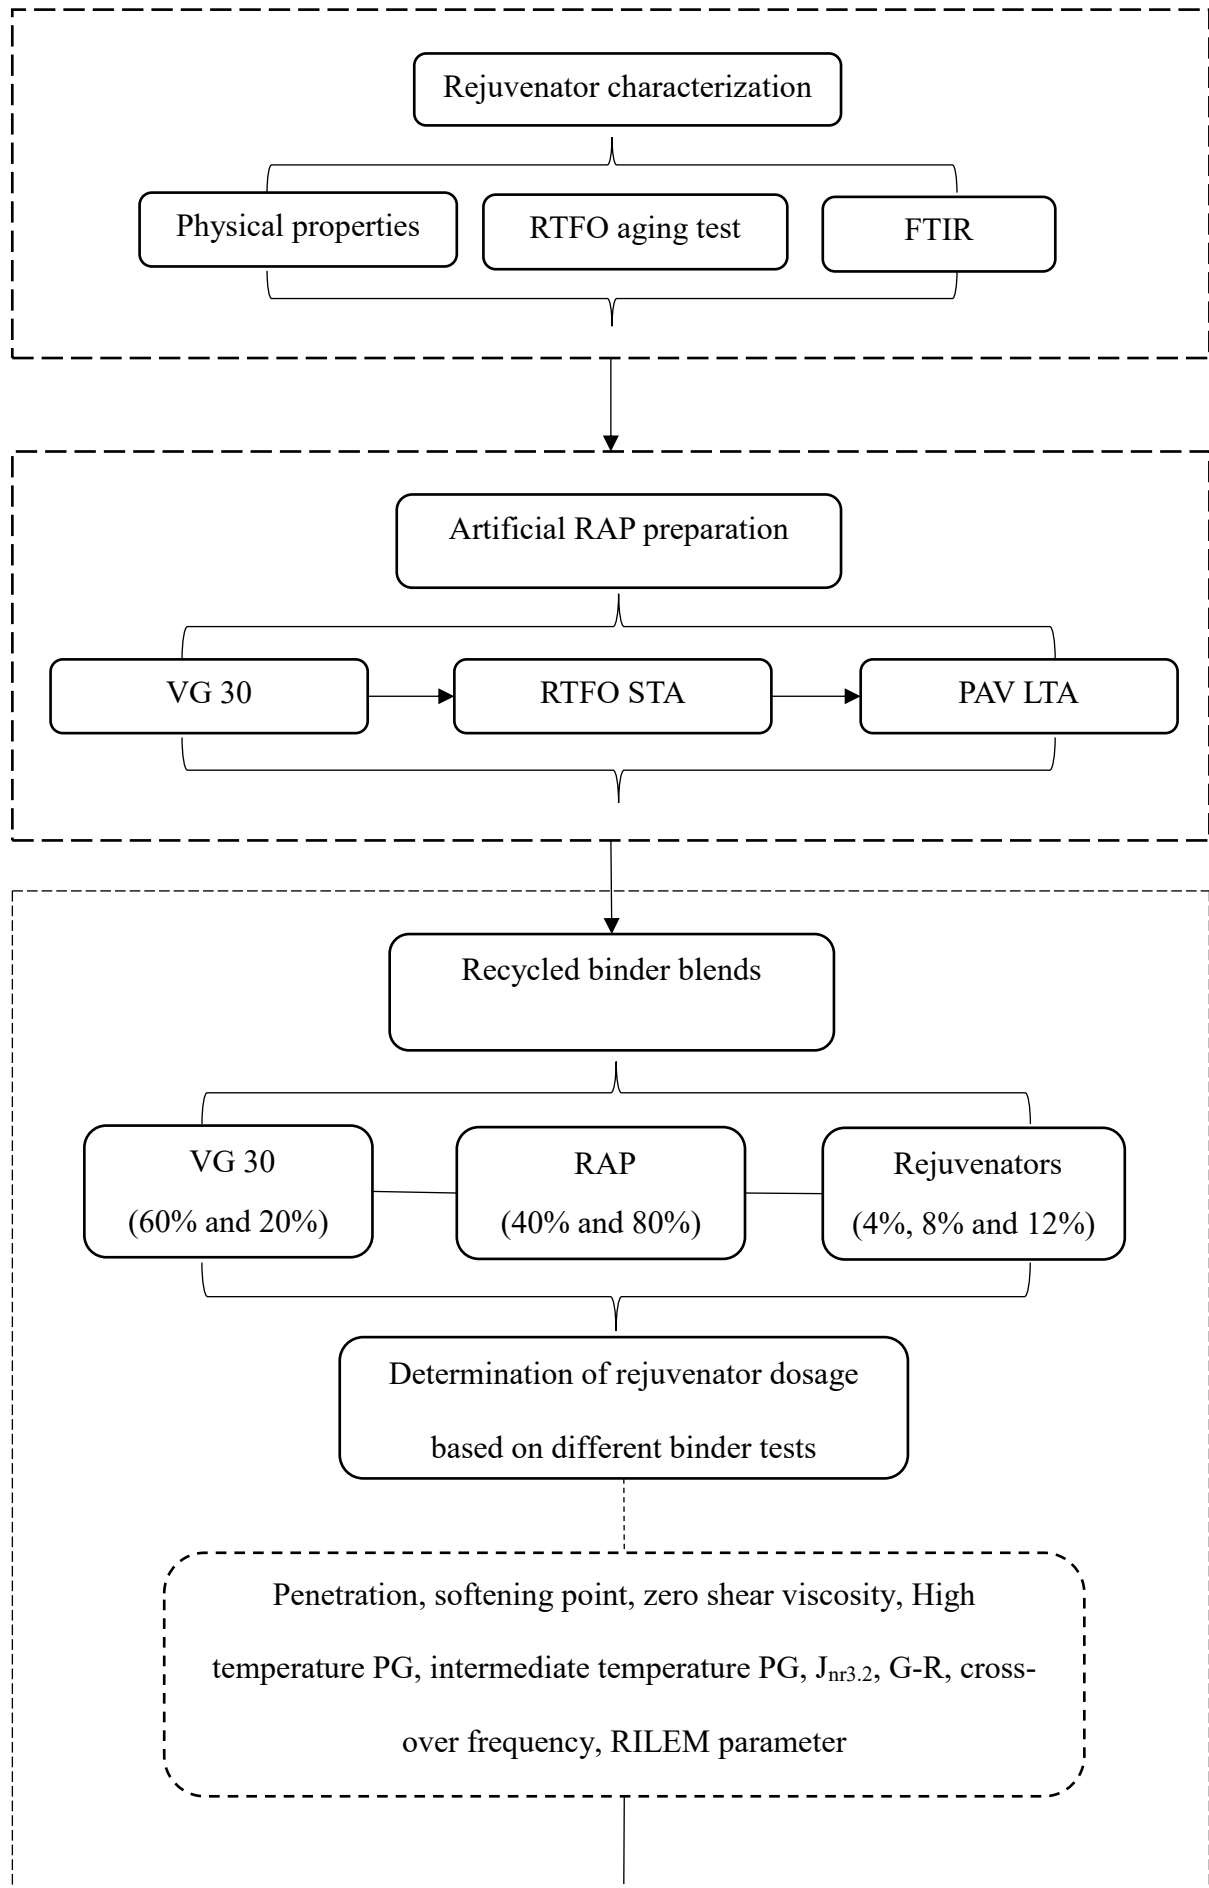 Rejuvenator characterization
Physical properties
RTFO aging test
FTIR
Artificial RAP preparation
VG 30
RTFO STA
PAV LTA
Recycled binder blends
VG 30
(60% and 20%)
RAP
(40% and 80%)
Rejuvenators
(4%, 8% and 12%)
Determination of rejuvenator dosage
based on different binder tests
Penetration, softening point, zero shear viscosity, High
temperature PG, intermediate temperature PG, Jnr3.2, G-R, cross-
over frequency, RILEM parameter